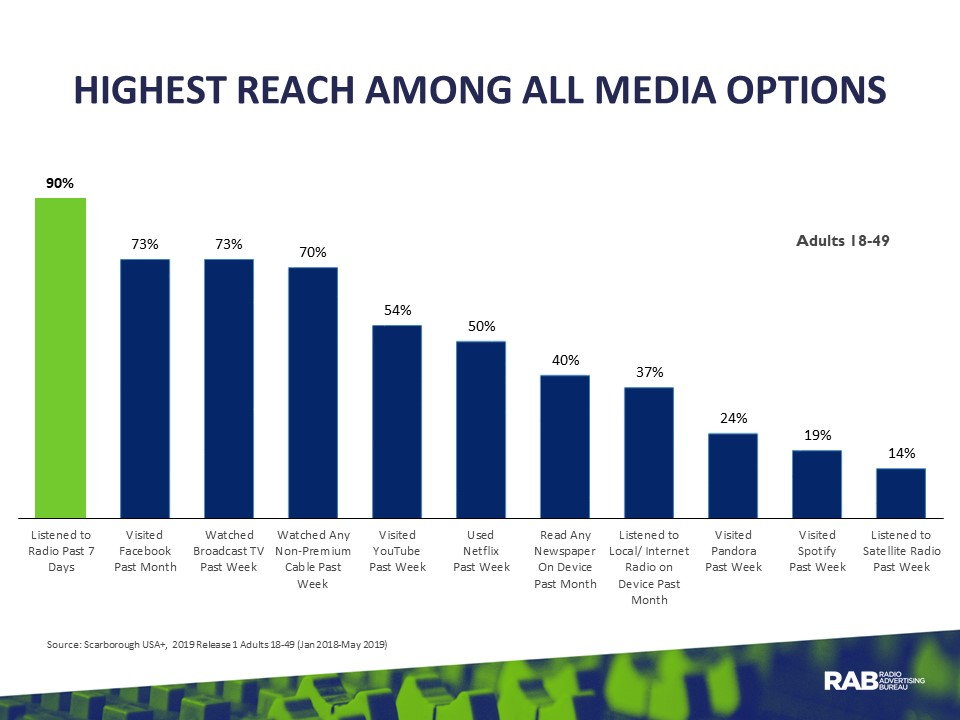 HIGHEST REACH AMONG ALL MEDIA OPTIONS
90%
73%
73%
70%
54%
50%
40%
37%
24%
19%
14%
Adults 18-49
Listened to
Radio Past 7
Days
Visited
Facebook
Past Month
Watched
Broadcast TV
Past Week
Watched Any
Non-Premium
Cable Past
Week
Visited
YouTube
Past Week
Used
Netflix
Past Week
Read Any
Newspaper
On Device
Past Month
Listened to
Local/ Internet
Radio on
Device Past
Month
Visited
Pandora
Past Week
Visited
Spotify
Past Week
Listened to
Satellite Radio
Past Week
Source: Scarborough USA+, 2019 Release 1 Adults 18-49 (Jan 2018-May 2019)
RAB
RADIO
ADVERTISING
BUREAU